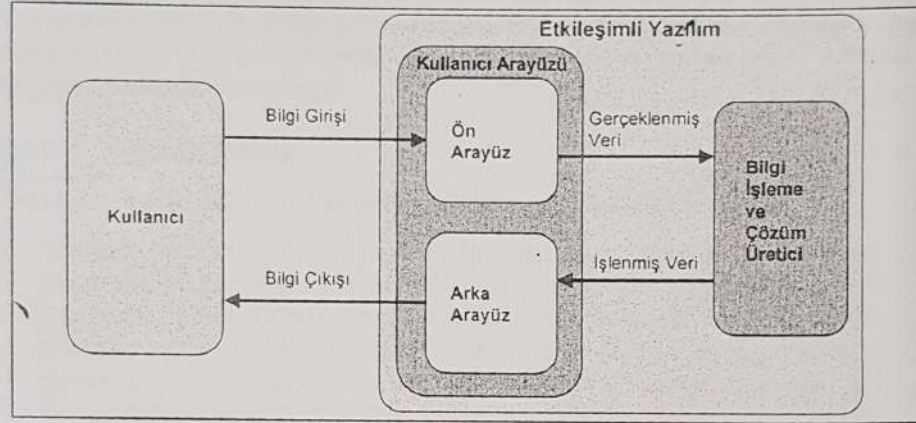 Etkileşimli Yazılım
Kullanıcı Arayüzü
Bilgi Girişi
Ön
Arayüz
Gerçeklenmiş
Veri
Bilgi
İşleme
ve
Çözüm
Üretici
Kullanıcı
İşlenmiş Veri
Bilgi Çıkışı
Arka
Arayüz